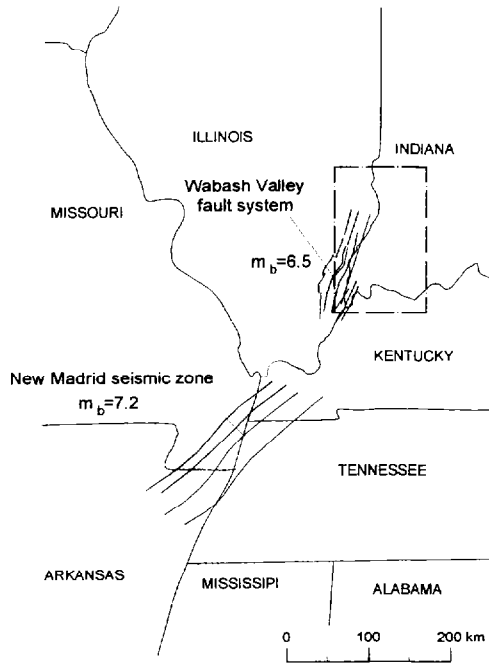 ILLINOIS
INDIANA
Wabash Valley
fault system
MISSOURI
m b=6.5
KENTUCKY
New Madrid seismic zone
m b=7.2
TENNESSEE
ARKANSAS
MISSISSIPI
ALABAMA
0 100 200 km